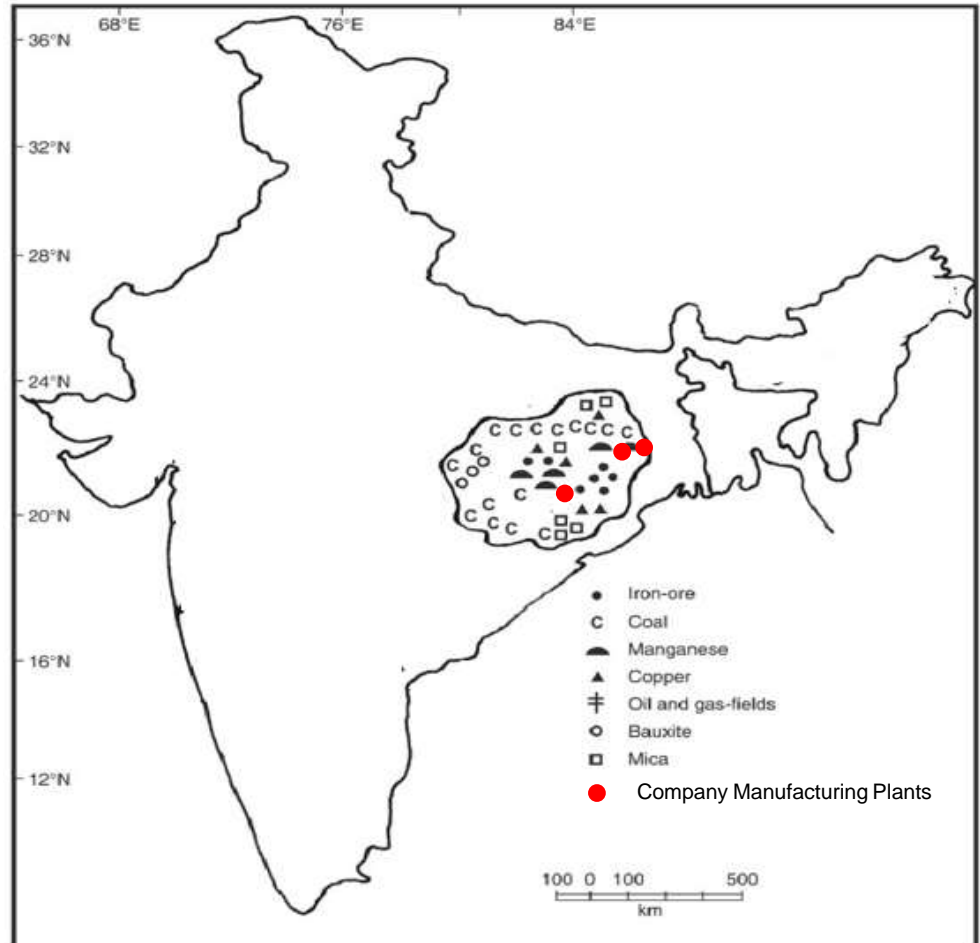 68°E 76°E 84°E
36°N
32°N
28°N
24°N
20°N
16°N
12°N
C C C C C C C C
C
C
C
C
C
C
C
C
C
Iron-ore
C Coal
Manganese
Copper
Oil and gas-fields
Bauxite
Mica
Company Manufacturing Plants
100 0 100 500
km